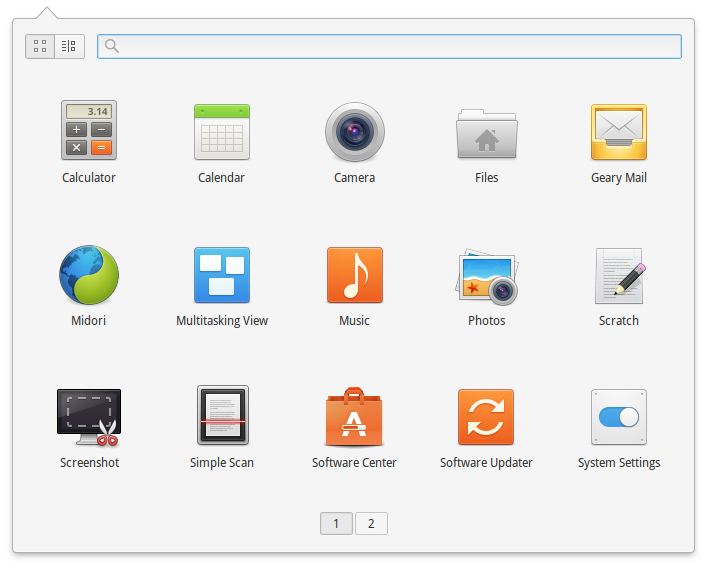 3.14
Calculator
Calendar
Camera
Files
Geary Mail
Midori
Multitasking View
Music
Photos
Scratch
Screenshot
Simple Scan
Software Center
Software Updater
System Settings
1
2